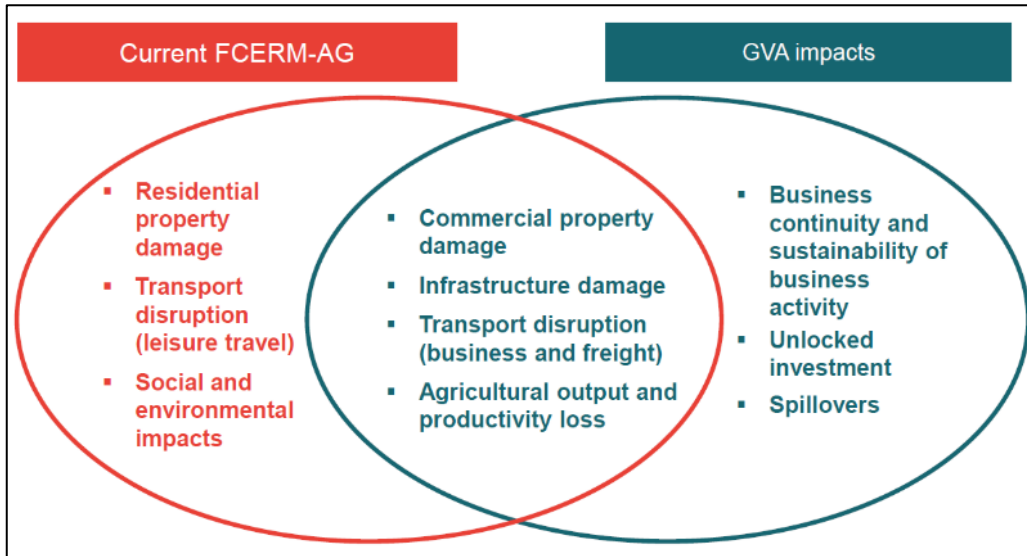 Current FCERM-AG
GVA impacts
▪ Residential
property
damage
▪ Transport
disruption
(leisure travel)
▪ Social and
environmental
impacts
▪ Commercial property
damage
▪ Infrastructure damage
▪ Transport disruption
(business and freight)
▪ Agricultural output and
productivity loss
▪ Business
continuity and
sustainability of
business
activity
▪ Unlocked
investment
▪ Spillovers